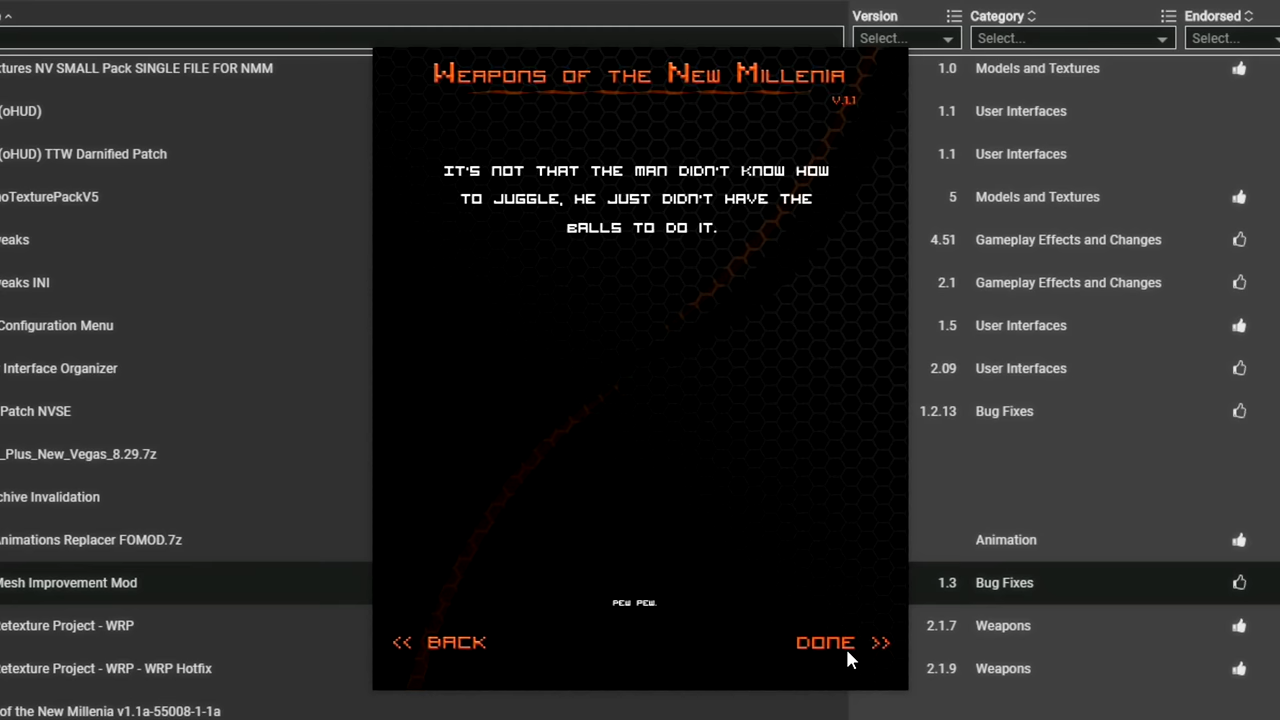 Version
Category
Endorsed
Select...
Select...
Select...
tures NV SMALL Pack SINGLE FILE FOR NMM
1.0
Models and Textures
(oHUD)
1.1
User Interfaces
(oHUD) TTW Darnified Patch
1.1
User Interfaces
oTexturePackV5
5
Models and Textures
eaks
4.51
Gameplay Effects and Changes
eaks INI
2.1
Gameplay Effects and Changes
Configuration Menu
1.5
User Interfaces
Interface Organizer
2.09
User Interfaces
Patch NVSE
1.2.13
Bug Fixes
_Plus_New_Vegas_8.29.7z
chive Invalidation
nimations Replacer FOMOD.7z
Animation
Mesh Improvement Mod
1.3
Bug Fixes
etexture Project - WRP
2.1.7
Weapons
etexture Project - WRP - WRP Hotfix
2.1.9
Weapons
of the New Millenia v1.1a-55008-1-1a
Weapons of the New Millenia
V.1.1
IT'S NOT THAT THE MAN DIDN'T KNOW HOW
TO JUGGLE, HE JUST DIDN'T HAVE THE
BALLS TO DO IT.
PEW PEW.
<< BACK
DONE >>